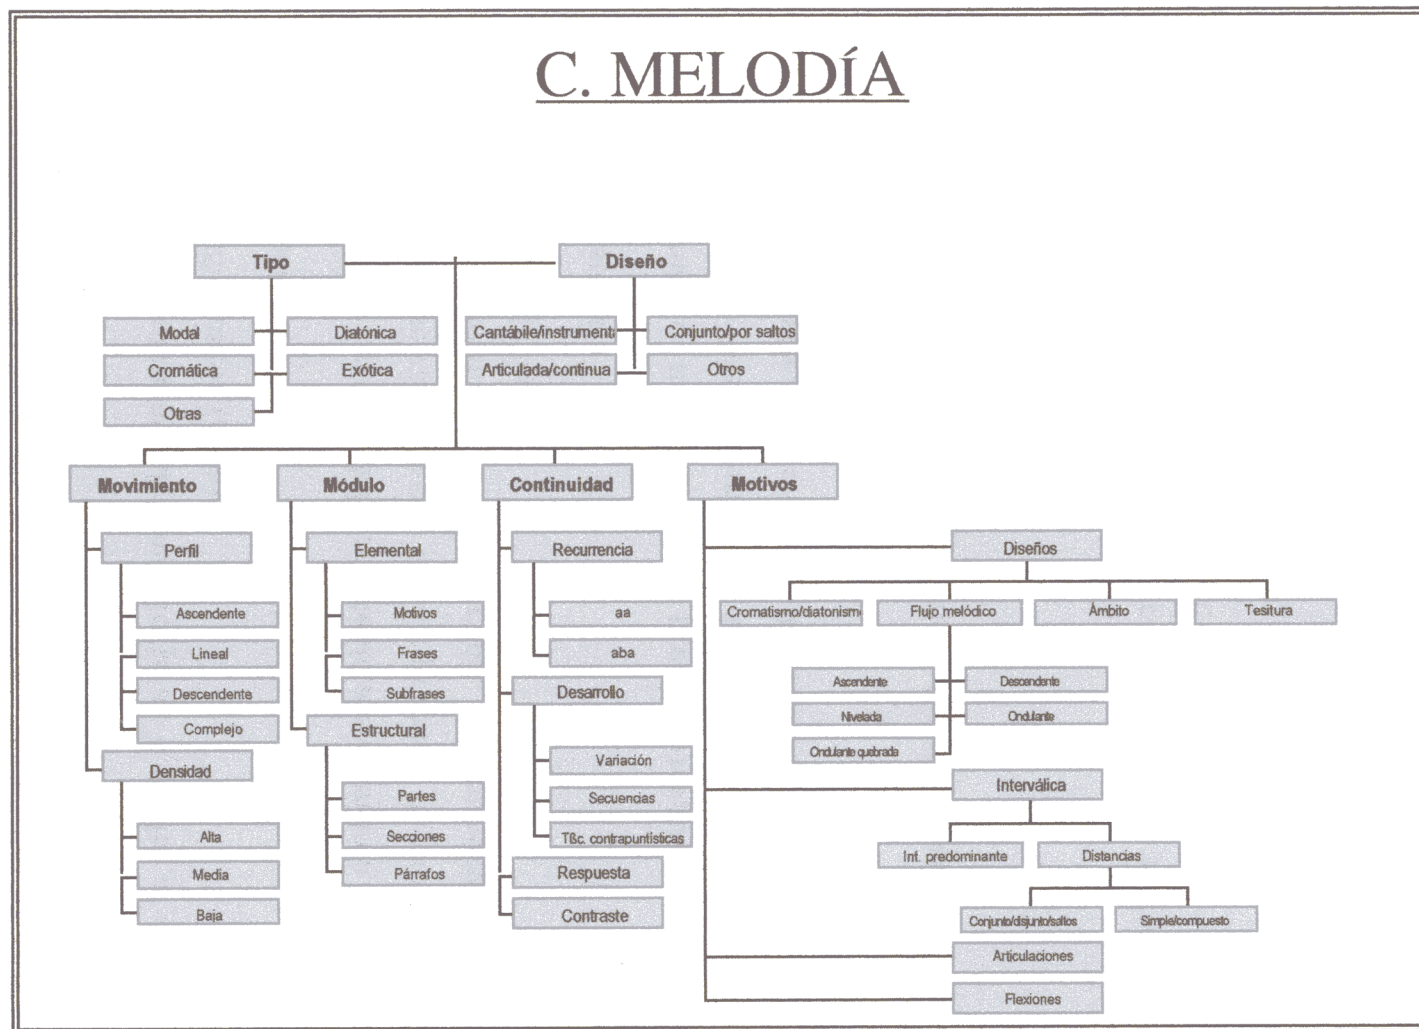 C. MELODÍA
Tipo
Diseño
Modal
Diatónica
Cromática
Exótica
Otras
Cantábile/instrument
Conjunto/por saltos
Articulada/continua
Otros
Movimiento
Módulo
Continuidad
Motivos
Perfil
Ascendente
Lineal
Descendente
Complejo
Densidad
Alta
Media
Baja
Elemental
Motivos
Frases
Subfrases
Estructural
Partes
Secciones
Párrafos
Recurrencia
aa
aba
Desarrollo
Variación
Secuencias
Tßc. contrapuntísticas
Respuesta
Contraste
Diseños
Cromatismo/diatonismo
Flujo melódico
Ámbito
Tesitura
Ascendente
Descendente
Nivelada
Ondulante
Ondulante quebrada
Interválica
Int. predominante
Distancias
Conjunto/disjunto/saltos
Simple/compuesto
Articulaciones
Flexiones